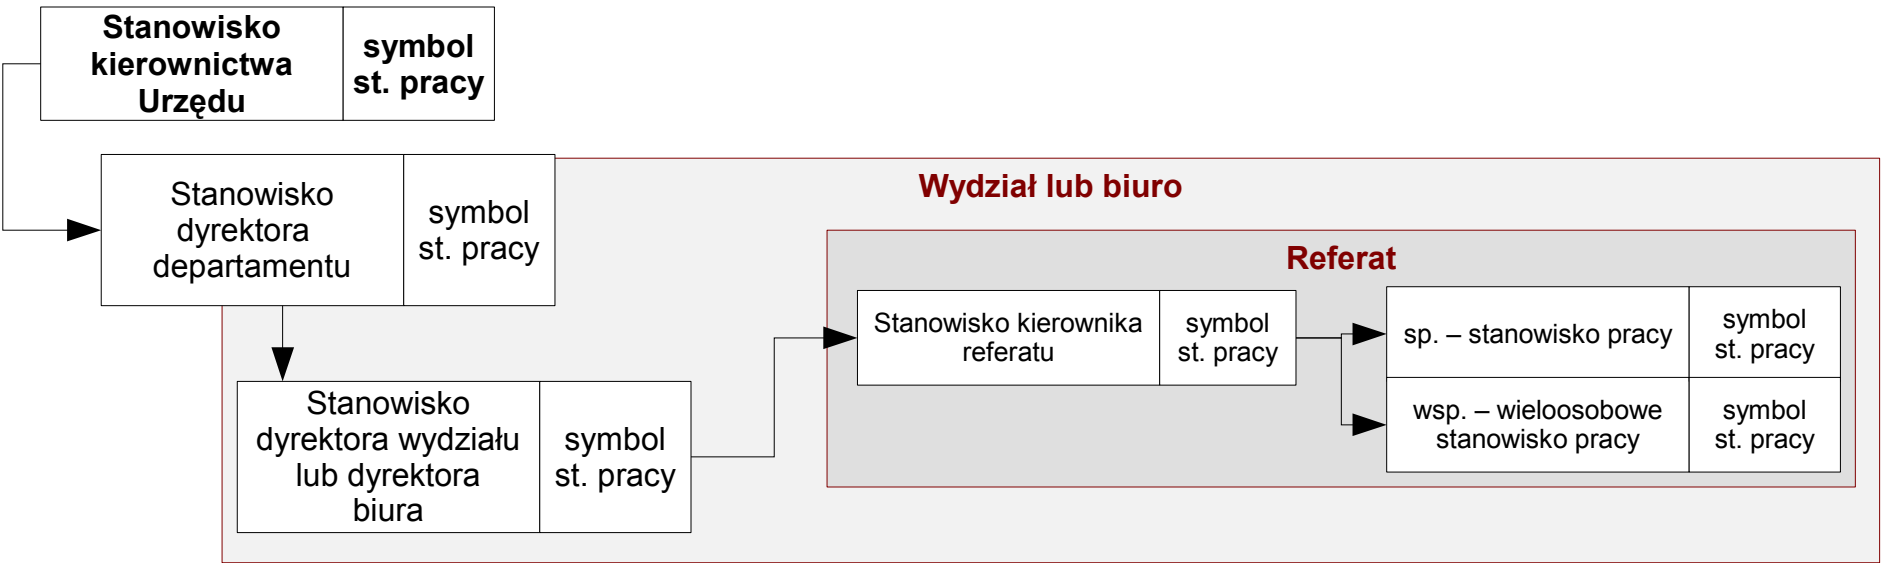 Stanowisko
kierownictwa
Urzędu
symbol
st. pracy
Stanowisko
dyrektora
departamentu
symbol
st. pracy
Wydział lub biuro
Referat
Stanowisko kierownika
referatu
symbol
st. pracy
sp. – stanowisko pracy
symbol
st. pracy
wsp. – wieloosobowe
stanowisko pracy
symbol
st. pracy
Stanowisko
dyrektora wydziału
lub dyrektora
biura
symbol
st. pracy